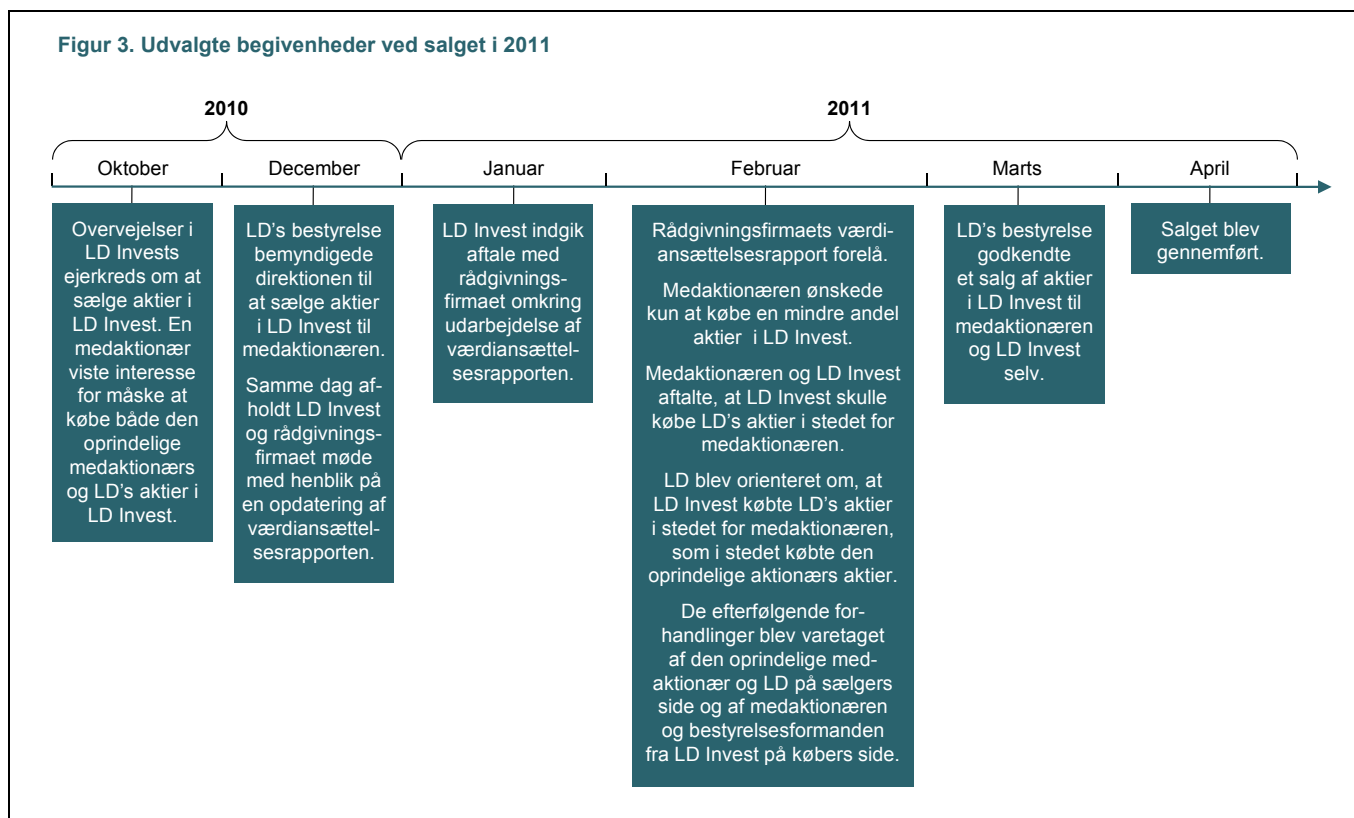 Figur 3. Udvalgte begivenheder ved salget i 2011
2010
2011
Oktober
December
Januar
Februar
Marts
April
Overvejelser i
LD Invests
ejerkreds om at
sælge aktier i
LD Invest. En
medaktionær
viste interesse
for måske at
købe både den
oprindelige
medaktionærs
og LD's aktier i
LD Invest.
LD's bestyrelse
bemyndigede
direktionen til
at sælge aktier
i LD Invest til
medaktionæren.
Samme dag af-
holdt LD Invest
og rådgivnings-
firmaet møde
med henblik på
en opdatering af
værdiansættel-
sesrapporten.
LD Invest indgik
aftale med
rådgivnings-
firmaet omkring
udarbejdelse af
værdiansættel-
sesrapporten.
Rådgivningsfirmaets værdi-
ansættelsesrapport forelå.
Medaktionæren ønskede
kun at købe en mindre andel
aktier i LD Invest.
Medaktionæren og LD Invest
aftalte, at LD Invest skulle
købe LD's aktier i stedet for
medaktionæren.
LD blev orienteret om, at
LD Invest købte LD's aktier
i stedet for medaktionæren,
som i stedet købte den
oprindelige aktionærs aktier.
De efterfølgende for-
handlinger blev varetaget
af den oprindelige med-
aktionær og LD på sælgers
side og af medaktionæren
og bestyrelsesformanden
fra LD Invest på købers side.
LD's bestyrelse
godkendte
et salg af aktier
i LD Invest til
medaktionæren
og LD Invest
selv.
Salget blev
gennemført.